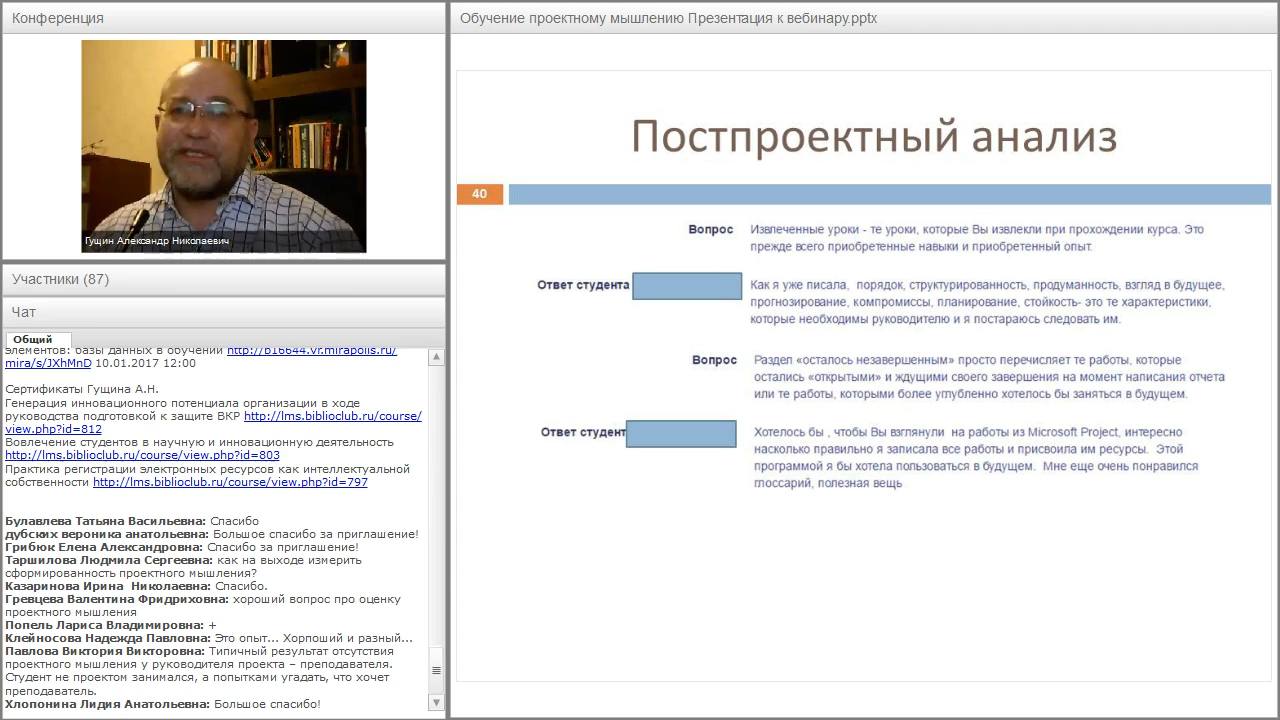 Конференция
Гущин Александр Николаевич
Участники (87)
Чат
Общий
элементов: базы данных в обучении http://b16644.vr.mirapolis.ru/
mira/s/JXhMnD 10.01.2017 12:00
Сертификаты Гущина А.Н.
Генерация инновационного потенциала организации в ходе
руководства подготовкой к защите ВКР http://lms.biblioclub.ru/course/
view.php?id=812
Вовлечение студентов в научную и инновационную деятельность
http://lms.biblioclub.ru/course/view.php?id=803
Практика регистрации электронных ресурсов как интеллектуальной
собственности http://lms.biblioclub.ru/course/view.php?id=797
Булавлева Татьяна Васильевна: Спасибо
дубских вероника анатольевна: Большое спасибо за приглашение!
Грибюк Елена Александровна: Спасибо за приглашение!
Таршилова Людмила Сергеевна: как на выходе измерить
сформированность проектного мышления?
Казаринова Ирина Николаевна: Спасибо.
Гревцева Валентина Фридриховна: хороший вопрос про оценку
проектного мышления
Попель Лариса Владимировна: +
Клейносова Надежда Павловна: Это опыт... Хорпоший и разный...
Павлова Виктория Викторовна: Типичный результат отсутствия
проектного мышления у руководителя проекта – преподавателя.
Студент не проектом занимался, а попытками угадать, что хочет
преподаватель.
Хлопонина Лидия Анатольевна: Большое спасибо!
Обучение проектному мышлению Презентация к вебинару.pptx
Постпроектный анализ
40
Вопрос Извлеченные уроки - те уроки, которые Вы извлекли при прохождении курса. Это
прежде всего приобретенные навыки и приобретенный опыт.
Ответ студента Как я уже писала, порядок, структурированность, продуманность, взгляд в будущее,
прогнозирование, компромиссы, планирование, стойкость- это те характеристики,
которые необходимы руководителю и я постараюсь следовать им.
Вопрос Раздел «осталось незавершенным» просто перечисляет те работы, которые
остались «открытыми» и ждущими своего завершения на момент написания отчета
или те работы, которыми более углубленно хотелось бы заняться в будущем.
Ответ студент Хотелось бы , чтобы Вы взглянули на работы из Microsoft Project, интересно
насколько правильно я записала все работы и присвоила им ресурсы. Этой
программой я бы хотела пользоваться в будущем. Мне еще очень понравился
глоссарий, полезная вещь